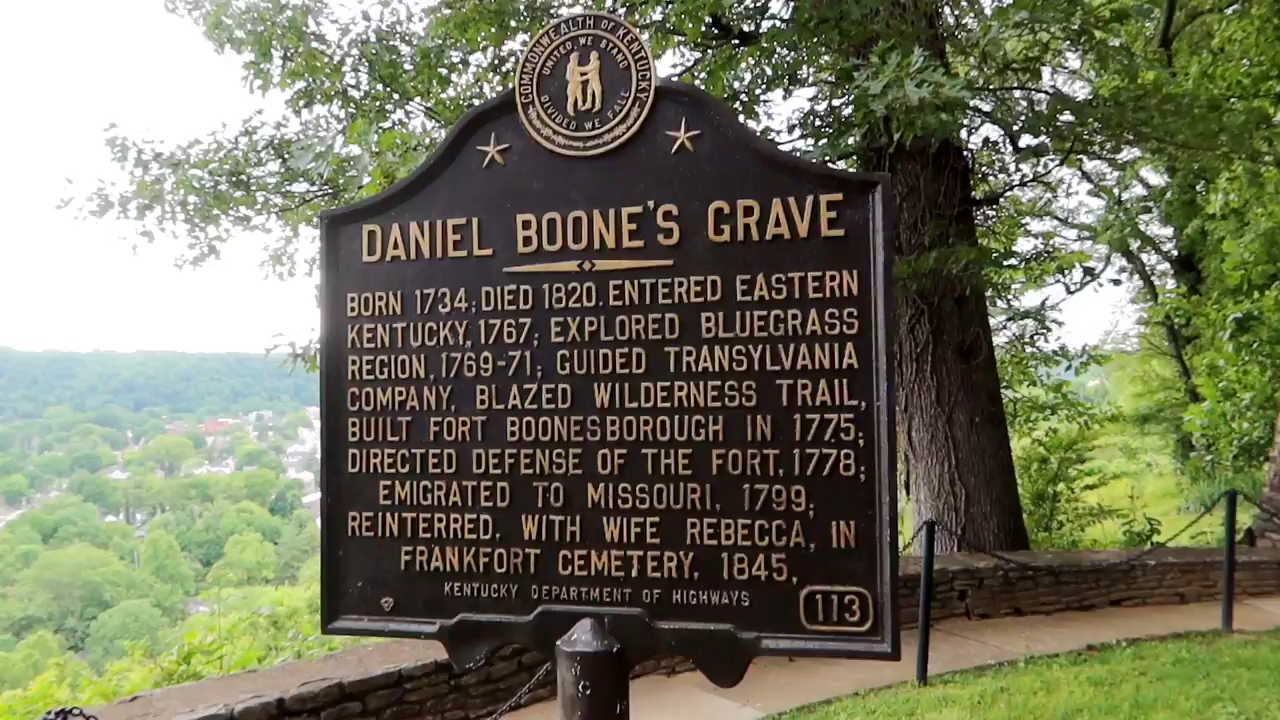 COMMONWEALTH OF KENTUCKY
UNITED WE STAND
DIVIDED WE FALL
DANIEL BOONE'S GRAVE
BORN 1734; DIED 1820. ENTERED EASTERN
KENTUCKY, 1767; EXPLORED BLUEGRASS
REGION, 1769-71; GUIDED TRANSYLVANIA
COMPANY, BLAZED WILDERNESS TRAIL,
BUILT FORT BOONESBOROUGH IN 1775;
DIRECTED DEFENSE OF THE FORT, 1778;
EMIGRATED TO MISSOURI, 1799;
REINTERRED, WITH WIFE REBECCA, IN
FRANKFORT CEMETERY, 1845.
KENTUCKY DEPARTMENT OF HIGHWAYS
113